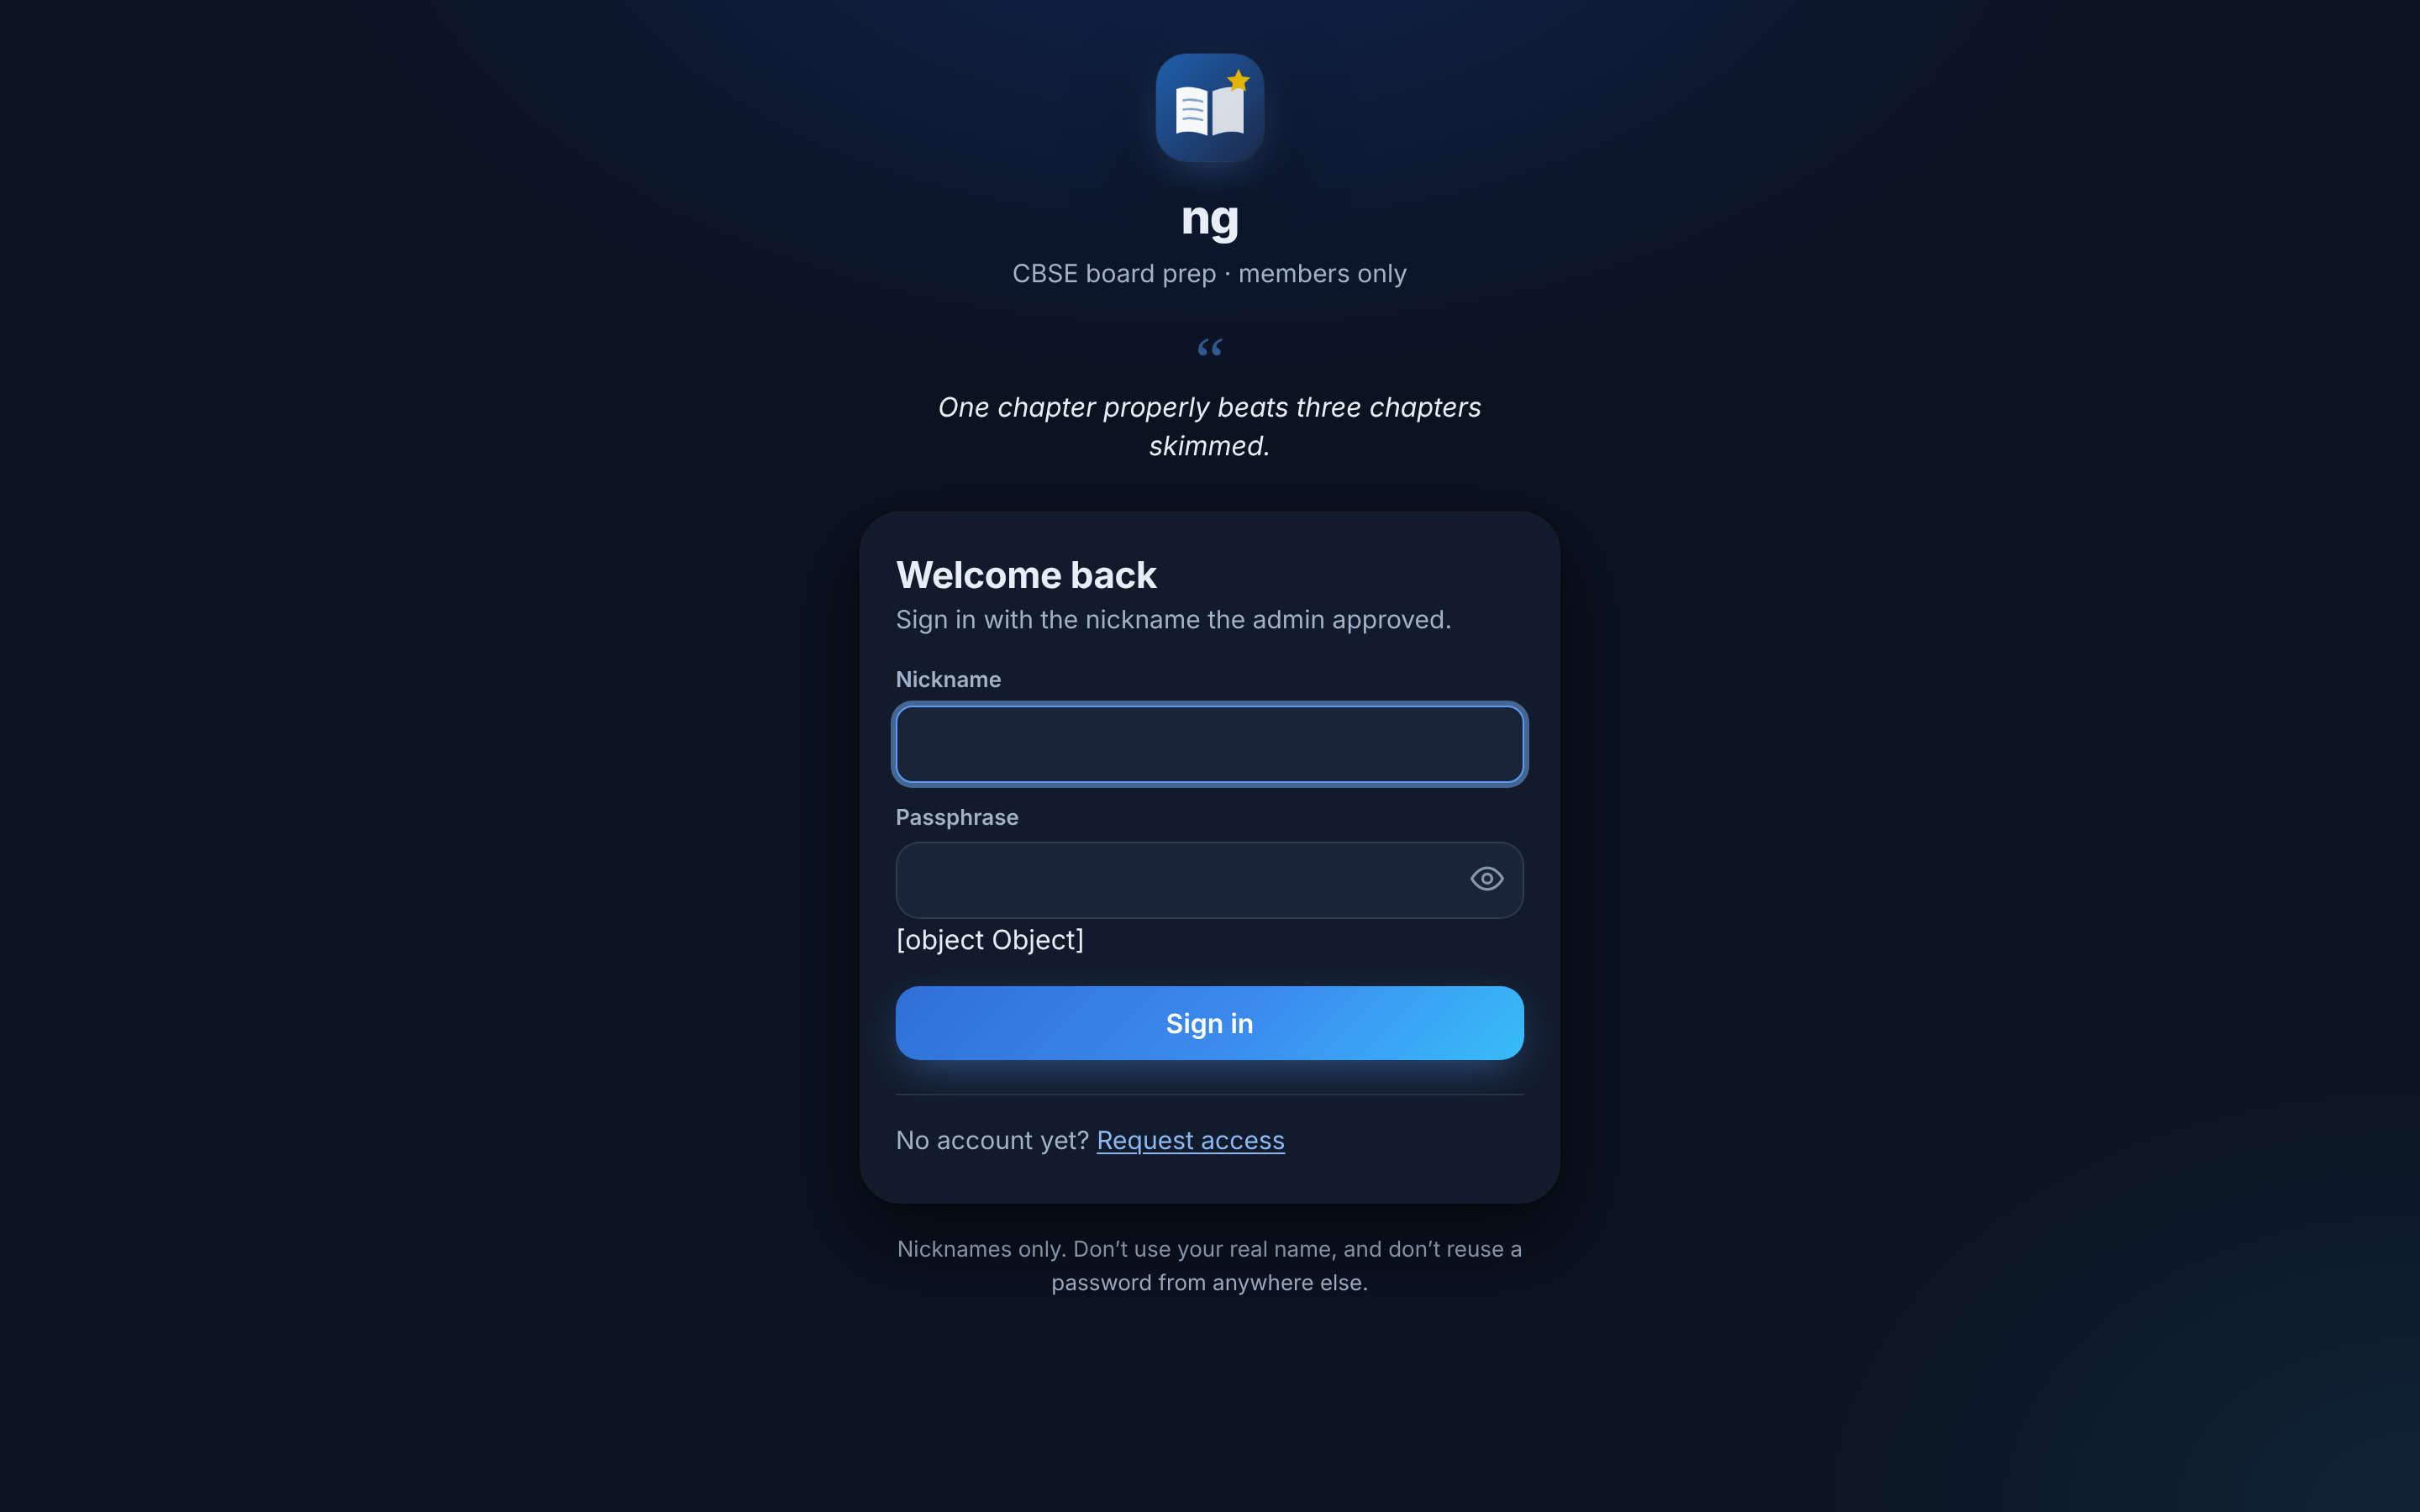 ng
CBSE board prep · members only
“
One chapter properly beats three chapters
skimmed.
Welcome back
Sign in with the nickname the admin approved.
Nickname
Passphrase
[object Object]
Sign in
No account yet? Request access
Nicknames only. Don’t use your real name, and don’t reuse a
password from anywhere else.